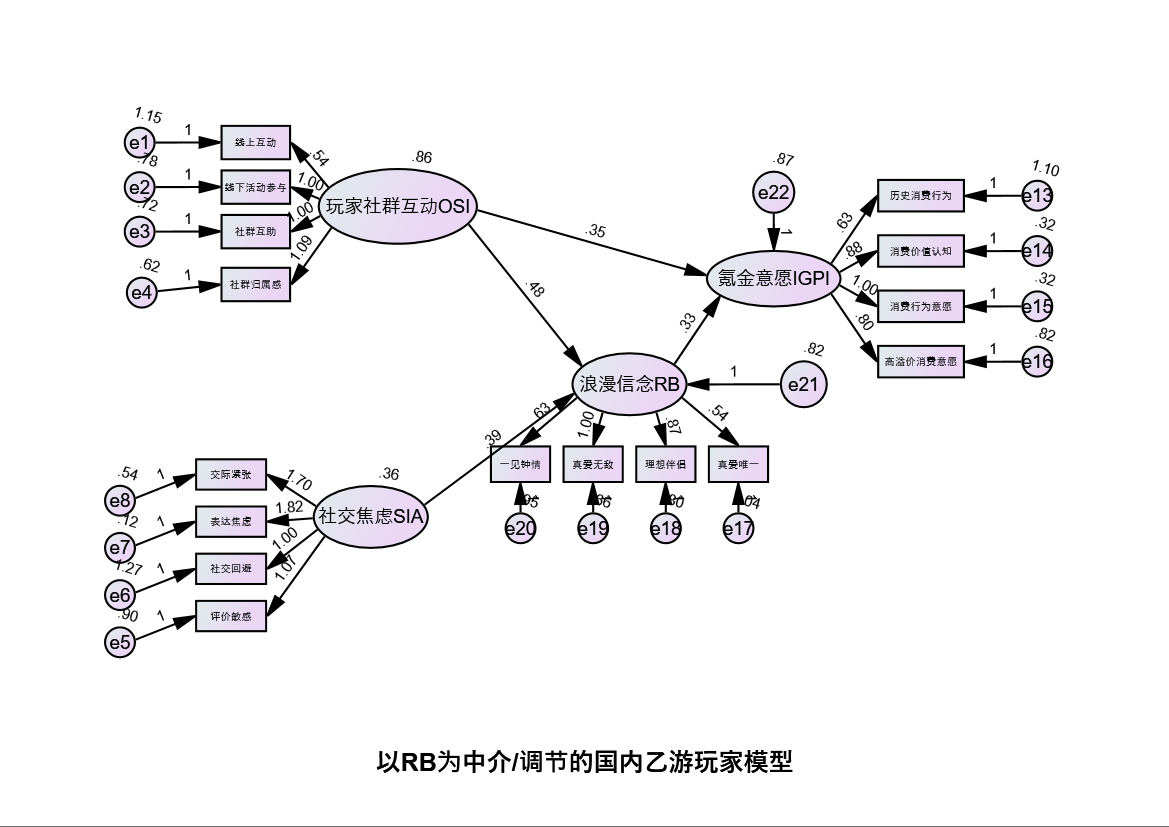 1.15
e1
1
线上互动
.54
.86
.78
e2
1
线下活动参与
1.00
玩家社群互动OSI
.72
e3
1
社群互助
1.00
.62
e4
1
社群归属感
1.09
.35
.48
.87
e22
1
氪金意愿IGPI
.63
历史消费行为
1
1.10
e13
.88
消费价值认知
1
.32
e14
1.00
消费行为意愿
1
.32
e15
.80
高溢价消费意愿
1
.82
e16
.33
浪漫信念RB
1
.82
e21
.63
1.00
.87
.54
一见钟情
真爱无敌
理想伴侣
真爱唯一
e20
e19
e18
e17
.39
.54
e8
1
交际紧张
1.70
.36
.12
e7
1
表达焦虑
1.82
社交焦虑SIA
1.27
e6
1
社交回避
1.00
.90
e5
1
评价敏感
1.07
以RB为中介/调节的国内乙游玩家模型